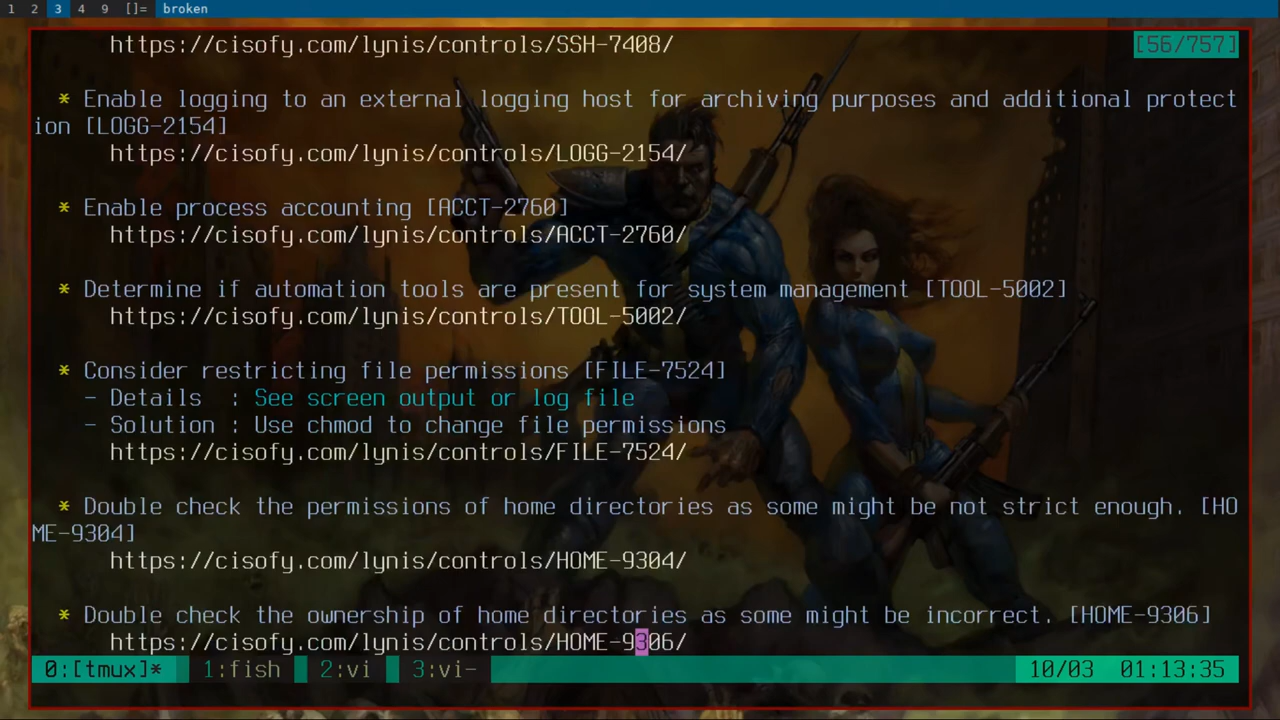 1 2 3 4 9 []= broken
https://cisofy.com/lynis/controls/SSH-7408/ [56/757]
* Enable logging to an external logging host for archiving purposes and additional protect
ion [LOGG-2154]
https://cisofy.com/lynis/controls/LOGG-2154/
* Enable process accounting [ACCT-2760]
https://cisofy.com/lynis/controls/ACCT-2760/
* Determine if automation tools are present for system management [TOOL-5002]
https://cisofy.com/lynis/controls/TOOL-5002/
* Consider restricting file permissions [FILE-7524]
- Details : See screen output or log file
- Solution : Use chmod to change file permissions
https://cisofy.com/lynis/controls/FILE-7524/
* Double check the permissions of home directories as some might be not strict enough. [HO
ME-9304]
https://cisofy.com/lynis/controls/HOME-9304/
* Double check the ownership of home directories as some might be incorrect. [HOME-9306]
https://cisofy.com/lynis/controls/HOME-9306/
0:[tmux]* 1:fish 2:vi 3:vi- 10/03 01:13:35